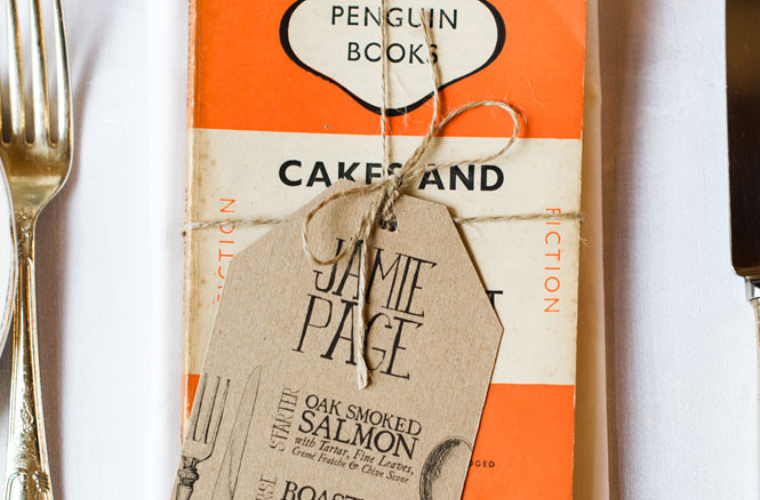 PENGUIN
BOOKS
CAKES AND
FICTION
FICTION
JAMIE
PAGE
STARTER
OAK SMOKED
SALMON
with Tartar, Fine Leaves,
Crème Fraîche & Chive Scone